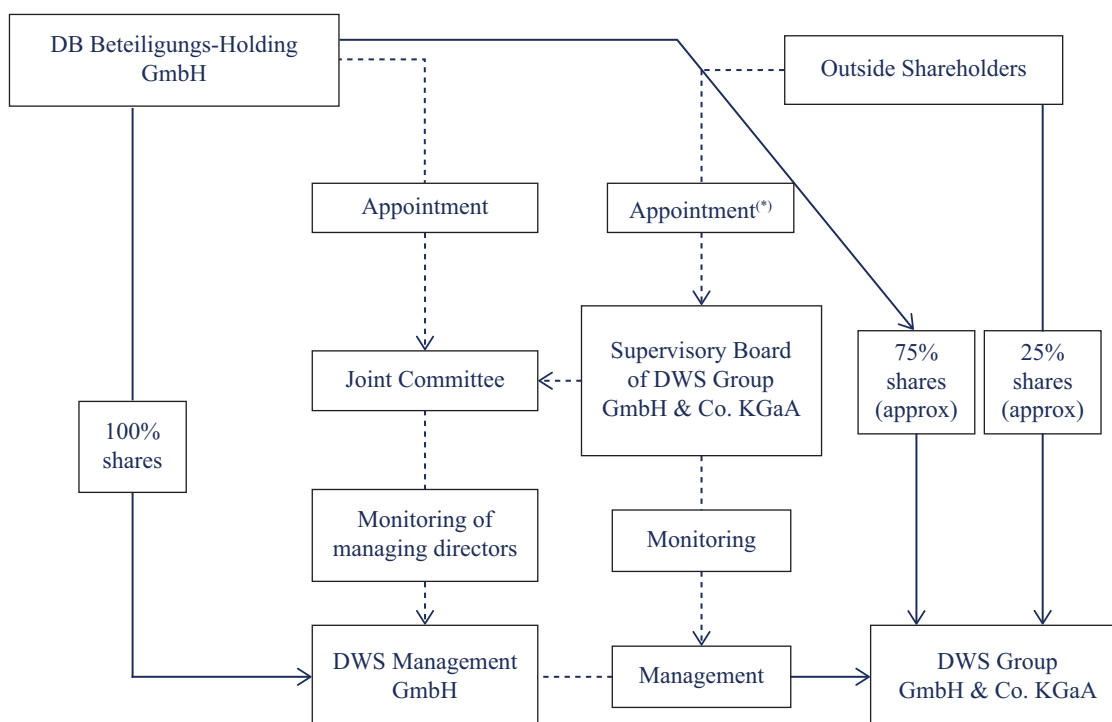 DB Beteiligungs-Holding
GmbH
Outside Shareholders
Appointment
Appointment(*)
Joint Committee
Supervisory Board
of DWS Group
GmbH & Co. KGaA
75%
shares
(approx)
25%
shares
(approx)
100%
shares
Monitoring of
managing directors
Monitoring
DWS Management
GmbH
Management
DWS Group
GmbH & Co. KGaA